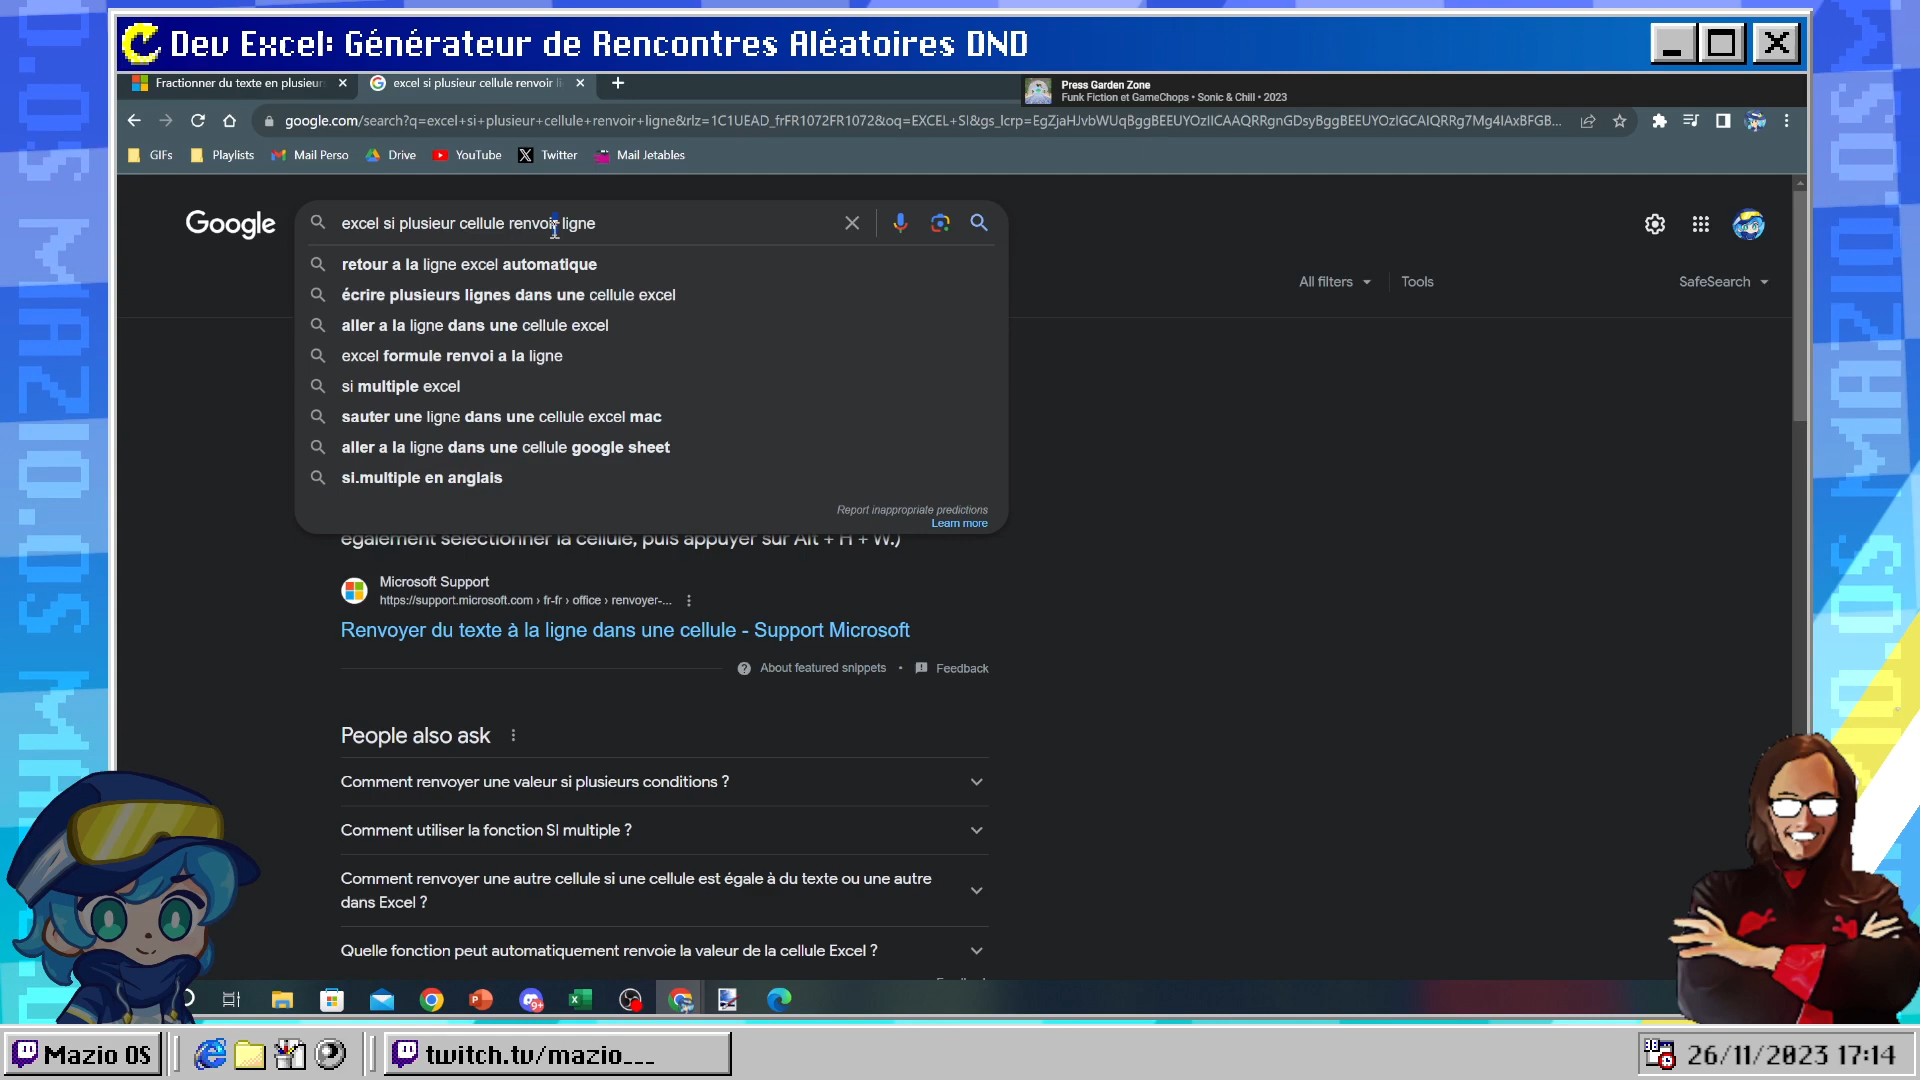 Dev Excel: Générateur de Rencontres Aléatoires DND
Fractionner du texte en plusieurs
excel si plusieur cellule renvoir li
Press Garden Zone
Funk Fiction et GameChops • Sonic & Chill • 2023
google.com/search?q=excel+si+plusieur+cellule+renvoir+ligne&rlz=1C1UEAD_frFR1072FR1072&oq=EXCEL+SI&gs_lcrp=EgZjaHJvbWUqBggBEEUYOzIICAAQRRgnGDsyBggBEEUYOzIGCAIQRRg7Mg4IAxBFGB...
GIFs
Playlists
Mail Perso
Drive
YouTube
Twitter
Mail Jetables
Google
excel si plusieur cellule renvoir ligne
retour a la ligne excel automatique
écrire plusieurs lignes dans une cellule excel
aller a la ligne dans une cellule excel
excel formule renvoi a la ligne
si multiple excel
sauter une ligne dans une cellule excel mac
aller a la ligne dans une cellule google sheet
si.multiple en anglais
Report inappropriate predictions
Learn more
All filters
Tools
SafeSearch
également sélectionner la cellule, puis appuyer sur Alt + H + W.)
Microsoft Support
https://support.microsoft.com › fr-fr › office › renvoyer-...
Renvoyer du texte à la ligne dans une cellule - Support Microsoft
About featured snippets • Feedback
People also ask
Comment renvoyer une valeur si plusieurs conditions ?
Comment utiliser la fonction SI multiple ?
Comment renvoyer une autre cellule si une cellule est égale à du texte ou une autre
dans Excel ?
Quelle fonction peut automatiquement renvoie la valeur de la cellule Excel ?
Mazio OS
twitch.tv/mazio___
26/11/2023 17:14